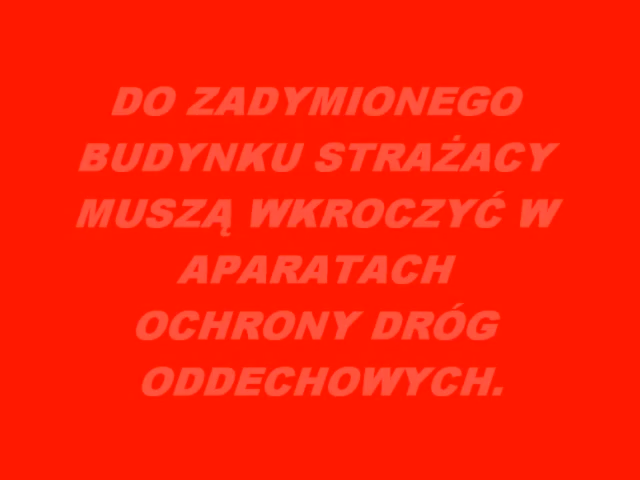 DO ZADYMIONEGO
BUDYNKU STRAŻACY
MUSZĄ WKROCZYĆ W
APARATACH
OCHRONY DRÓG
ODDECHOWYCH.